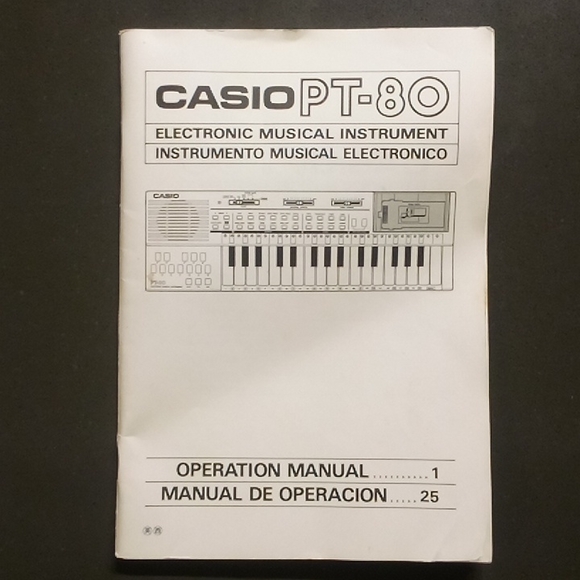 CASIO PT-80
ELECTRONIC MUSICAL INSTRUMENT
INSTRUMENTO MUSICAL ELECTRONICO
CASIO
OPERATION MANUAL..........1
MANUAL DE OPERACION.....25